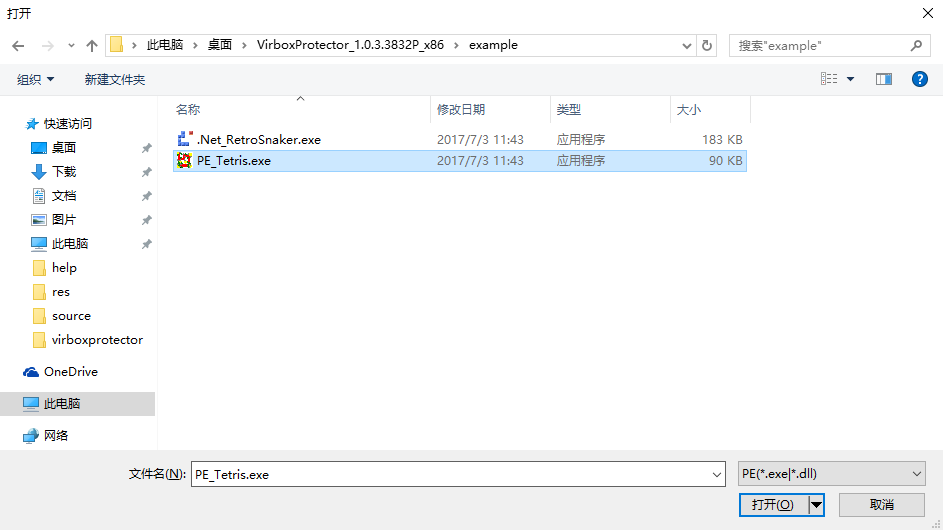 打开
此电脑 › 桌面 › VirboxProtector_1.0.3.3832P_x86 › example
搜索"example"
组织 新建文件夹
名称 修改日期 类型 大小
.Net_RetroSnaker.exe 2017/7/3 11:43 应用程序 183 KB
PE_Tetris.exe 2017/7/3 11:43 应用程序 90 KB
快速访问
桌面
下载
文档
图片
此电脑
help
res
source
virboxprotector
OneDrive
此电脑
网络
文件名(N): PE_Tetris.exe PE(*.exe|*.dll)
打开(O) 取消